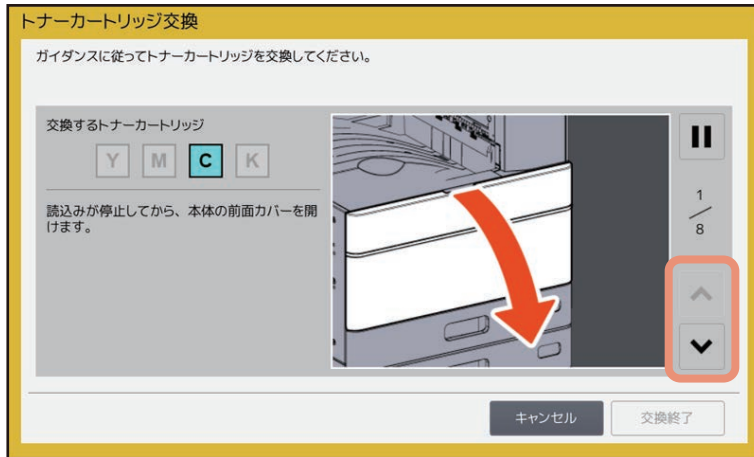 トナーカートリッジ交換
ガイダンスに従ってトナーカートリッジを交換してください。
交換するトナーカートリッジ
Y M C K
読込みが停止してから、本体の前面カバーを開
けます。
1
8
キャンセル
交換終了